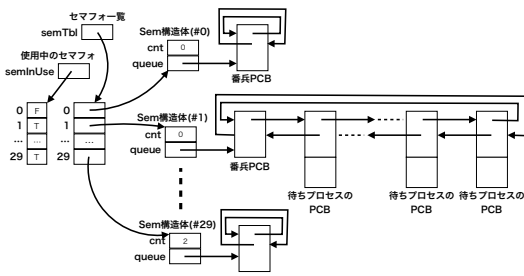 セマフォ一覧
semTbl
使用中のセマフォ
semInUse
0 F
1 T
... ...
29 T
0
1
... ...
29
Sem構造体(#0)
cnt 0
queue
番兵PCB
Sem構造体(#1)
cnt 0
queue
番兵PCB
待ちプロセスの
PCB
待ちプロセスの
PCB
待ちプロセスの
PCB
Sem構造体(#29)
cnt 2
queue